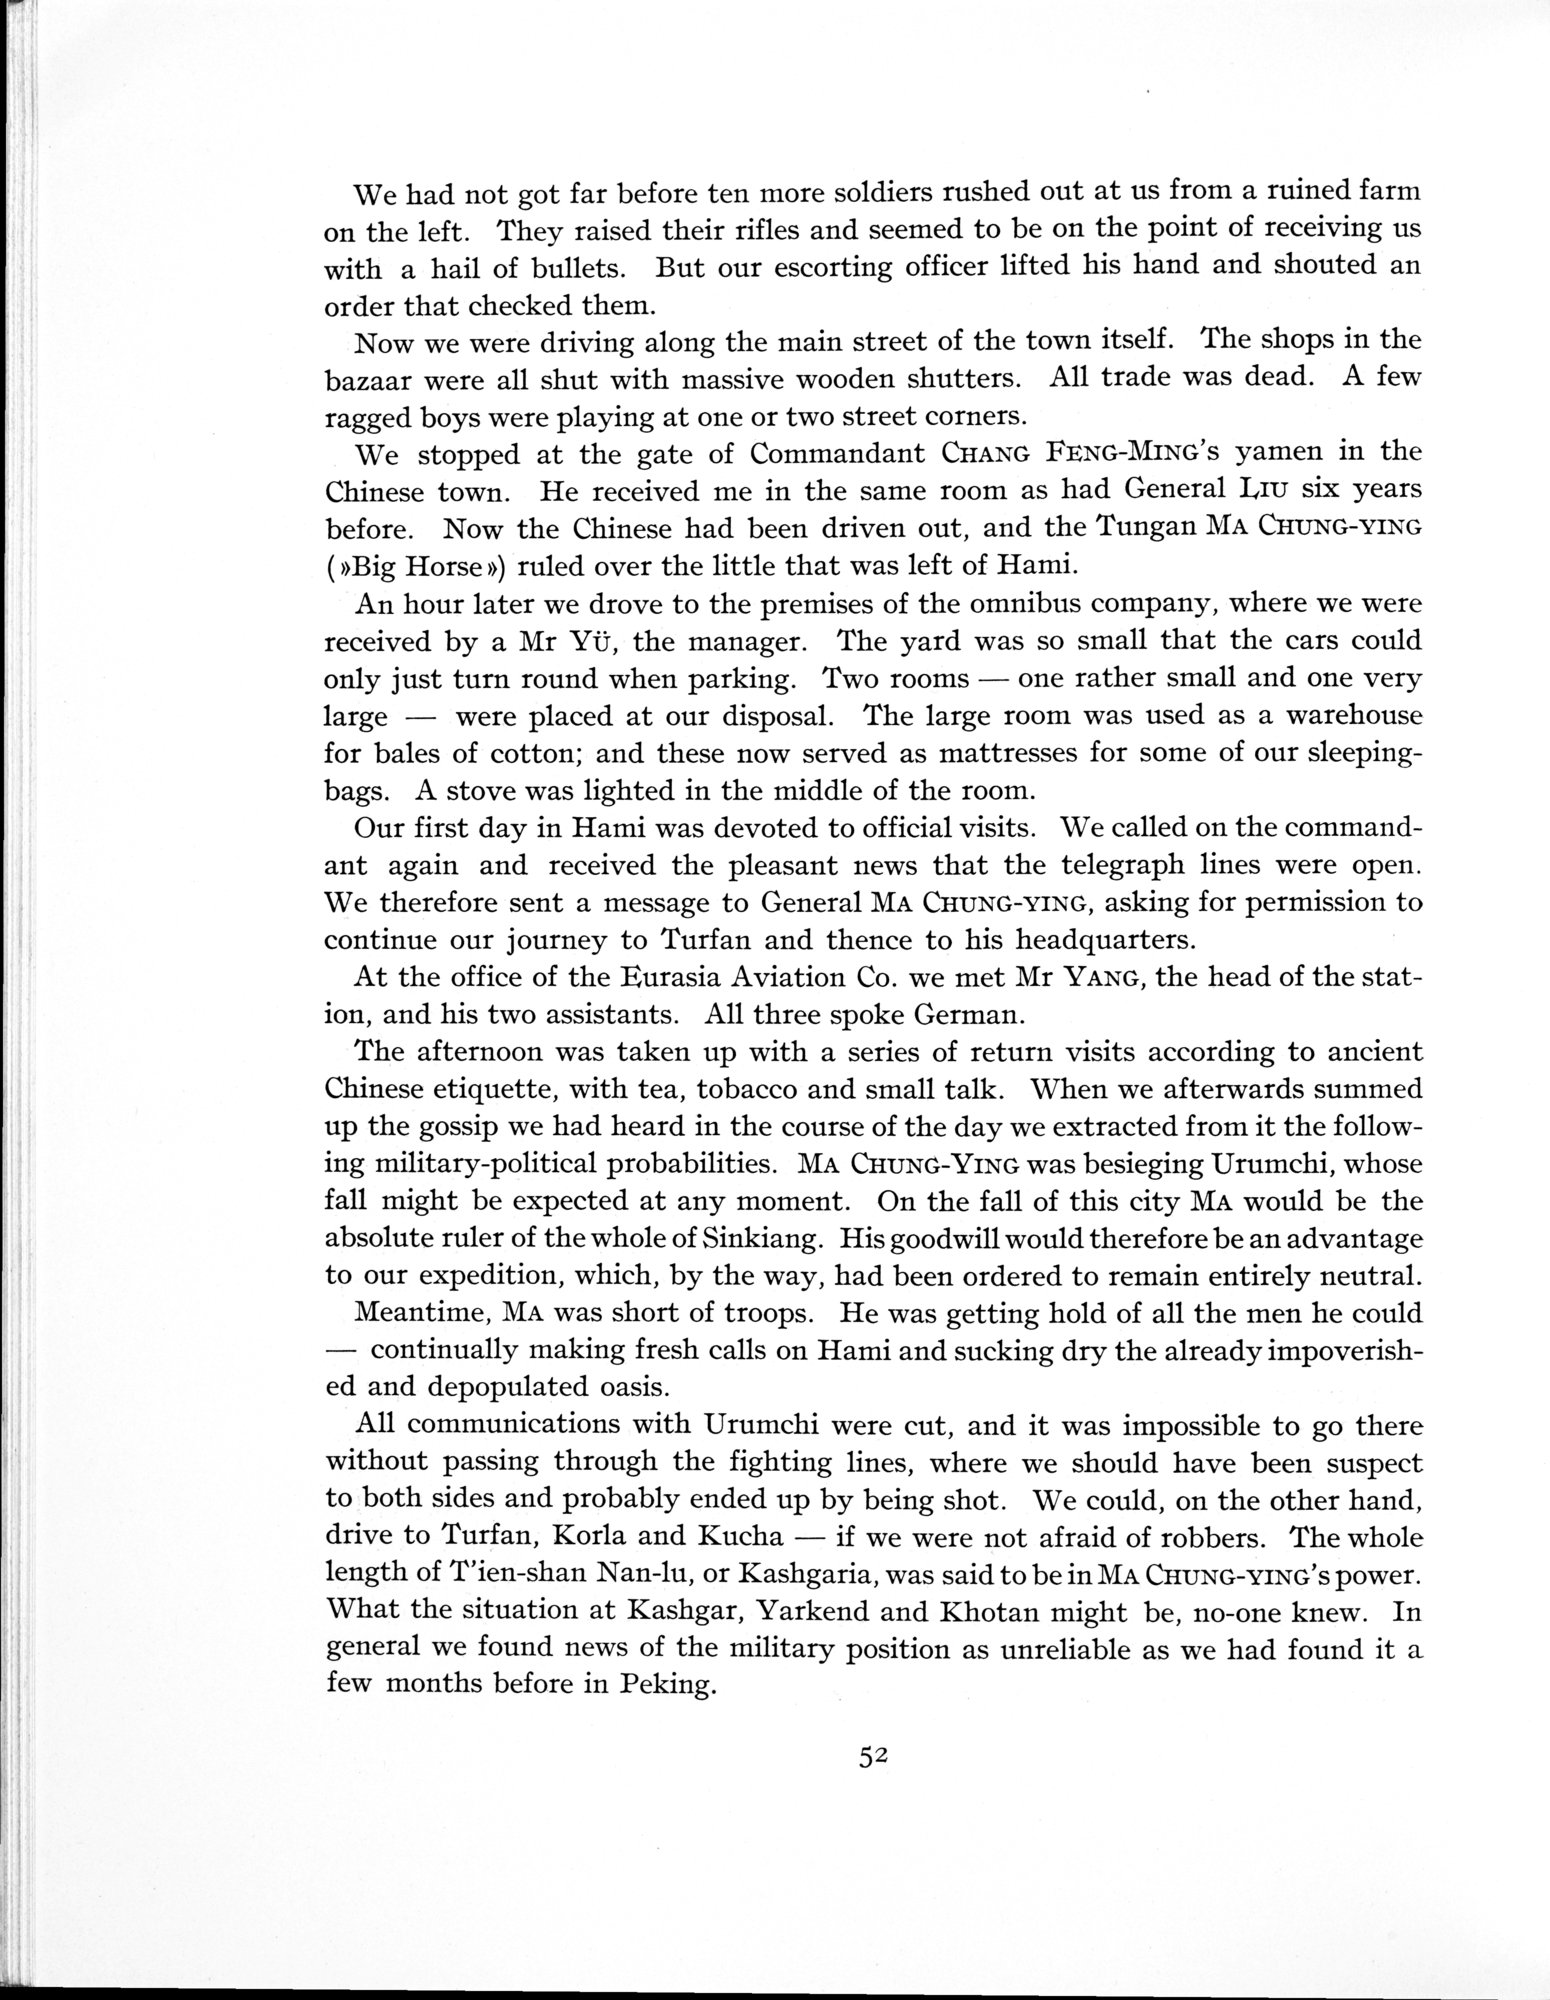 We had not got far before ten more soldiers rushed out at us from a ruined farm
on the left. They raised their rifles and seemed to be on the point of receiving us
with a hail of bullets. But our escorting officer lifted his hand and shouted an
order that checked them.
Now we were driving along the main street of the town itself. The shops in the
bazaar were all shut with massive wooden shutters. All trade was dead. A few
ragged boys were playing at one or two street corners.
We stopped at the gate of Commandant CHANG FENG-MING's yamen in the
Chinese town. He received me in the same room as had General LIU six years
before. Now the Chinese had been driven out, and the Tungan MA CHUNG-YING
(»Big Horse») ruled over the little that was left of Hami.
An hour later we drove to the premises of the omnibus company, where we were
received by a Mr YÜ, the manager. The yard was so small that the cars could
only just turn round when parking. Two rooms — one rather small and one very
large — were placed at our disposal. The large room was used as a warehouse
for bales of cotton; and these now served as mattresses for some of our sleeping-
bags. A stove was lighted in the middle of the room.
Our first day in Hami was devoted to official visits. We called on the command-
ant again and received the pleasant news that the telegraph lines were open.
We therefore sent a message to General MA CHUNG-YING, asking for permission to
continue our journey to Turfan and thence to his headquarters.
At the office of the Eurasia Aviation Co. we met Mr YANG, the head of the stat-
ion, and his two assistants. All three spoke German.
The afternoon was taken up with a series of return visits according to ancient
Chinese etiquette, with tea, tobacco and small talk. When we afterwards summed
up the gossip we had heard in the course of the day we extracted from it the follow-
ing military-political probabilities. MA CHUNG-YING was besieging Urumchi, whose
fall might be expected at any moment. On the fall of this city MA would be the
absolute ruler of the whole of Sinkiang. His goodwill would therefore be an advantage
to our expedition, which, by the way, had been ordered to remain entirely neutral.
Meantime, MA was short of troops. He was getting hold of all the men he could
— continually making fresh calls on Hami and sucking dry the already impoverish-
ed and depopulated oasis.
All communications with Urumchi were cut, and it was impossible to go there
without passing through the fighting lines, where we should have been suspect
to both sides and probably ended up by being shot. We could, on the other hand,
drive to Turfan, Korla and Kucha — if we were not afraid of robbers. The whole
length of T'ien-shan Nan-lu, or Kashgaria, was said to be in MA CHUNG-YING's power.
What the situation at Kashgar, Yarkend and Khotan might be, no-one knew. In
general we found news of the military position as unreliable as we had found it a
few months before in Peking.
52